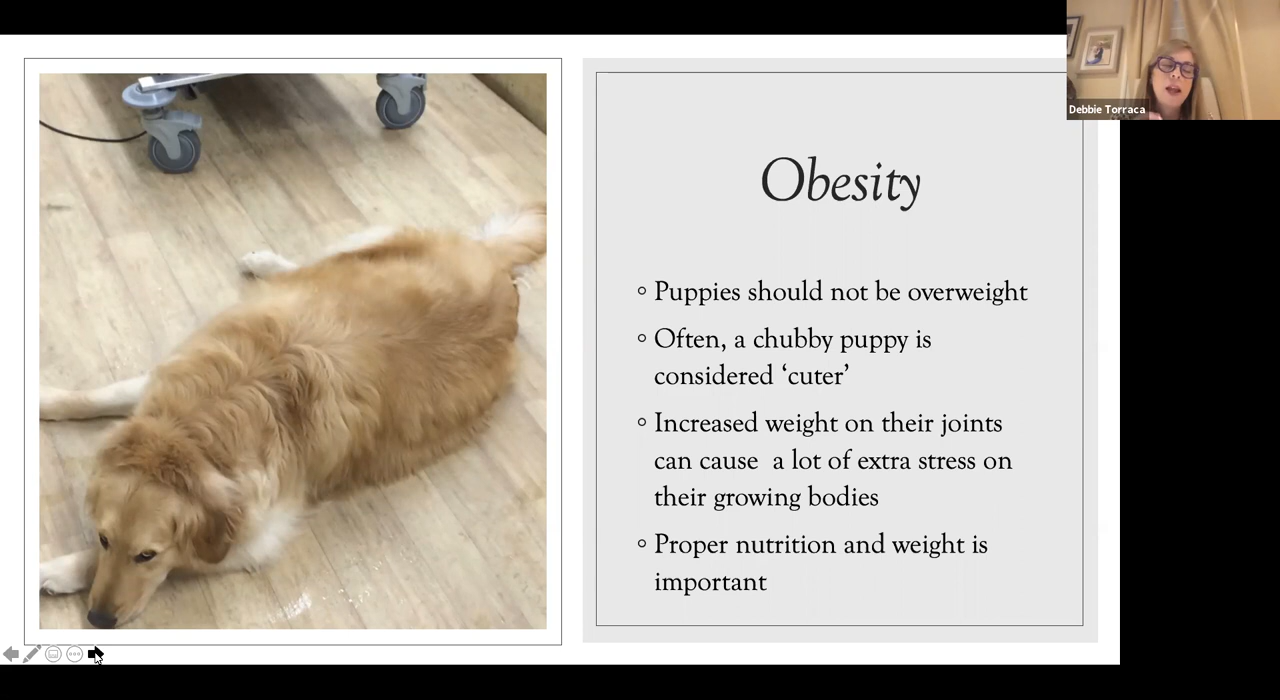 Debbie Torraca
Obesity
Puppies should not be overweight
Often, a chubby puppy is
considered ‘cuter’
Increased weight on their joints
can cause  a lot of extra stress on
their growing bodies
Proper nutrition and weight is
important